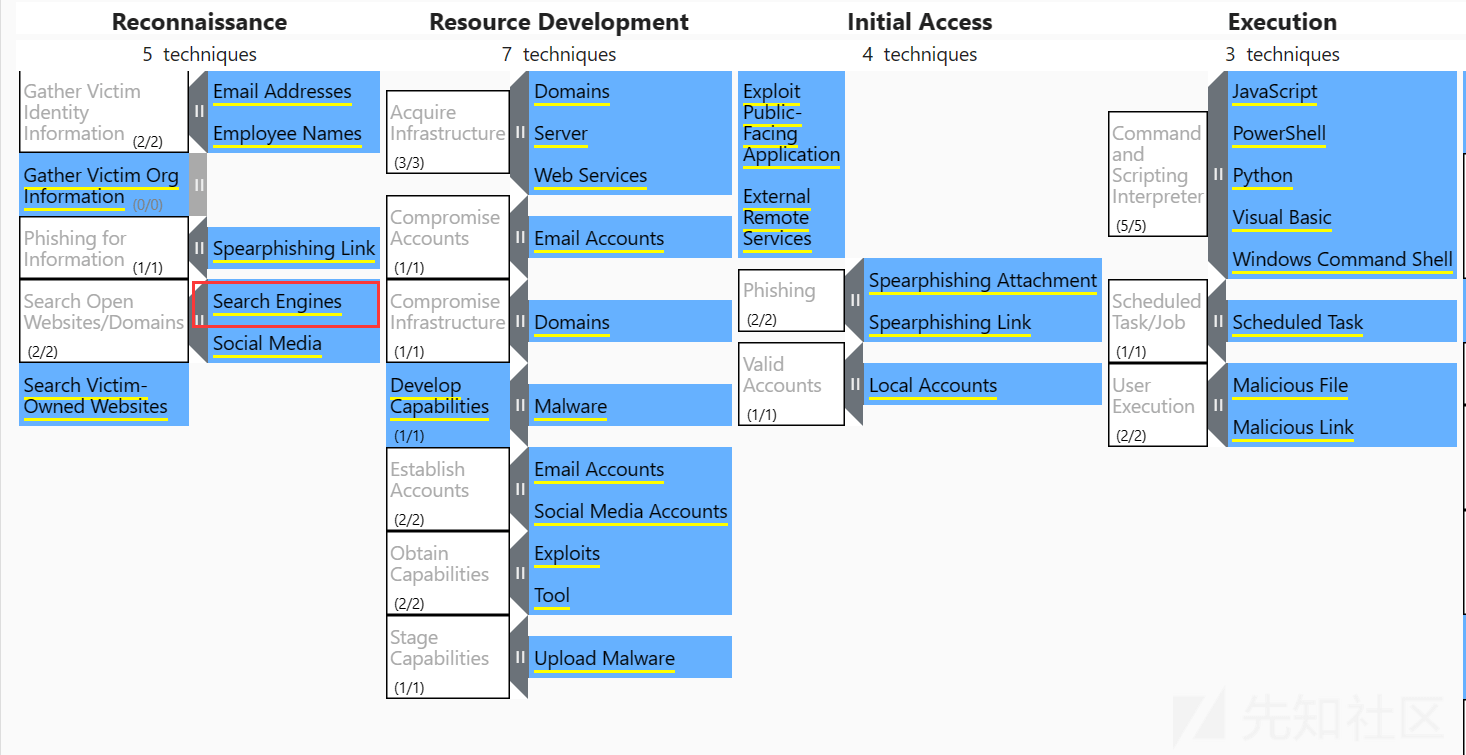 Reconnaissance
5 techniques
Gather Victim
Identity
Information (2/2)
Email Addresses
Employee Names
Gather Victim Org
Information (0/0)
Phishing for
Information (1/1)
Spearphishing Link
Search Open
Websites/Domains
(2/2)
Search Engines
Social Media
Search Victim-
Owned Websites
Resource Development
7 techniques
Acquire
Infrastructure
(3/3)
Domains
Server
Web Services
Compromise
Accounts
(1/1)
Email Accounts
Compromise
Infrastructure
(1/1)
Domains
Develop
Capabilities
(1/1)
Malware
Establish
Accounts
(2/2)
Email Accounts
Social Media Accounts
Obtain
Capabilities
(2/2)
Exploits
Tool
Stage
Capabilities
(1/1)
Upload Malware
Initial Access
4 techniques
Exploit
Public-
Facing
Application
External
Remote
Services
Phishing
(2/2)
Spearphishing Attachment
Spearphishing Link
Valid
Accounts
(1/1)
Local Accounts
Execution
3 techniques
Command
and
Scripting
Interpreter
(5/5)
JavaScript
PowerShell
Python
Visual Basic
Windows Command Shell
Scheduled
Task/Job
(1/1)
Scheduled Task
User
Execution
(2/2)
Malicious File
Malicious Link
先知社区